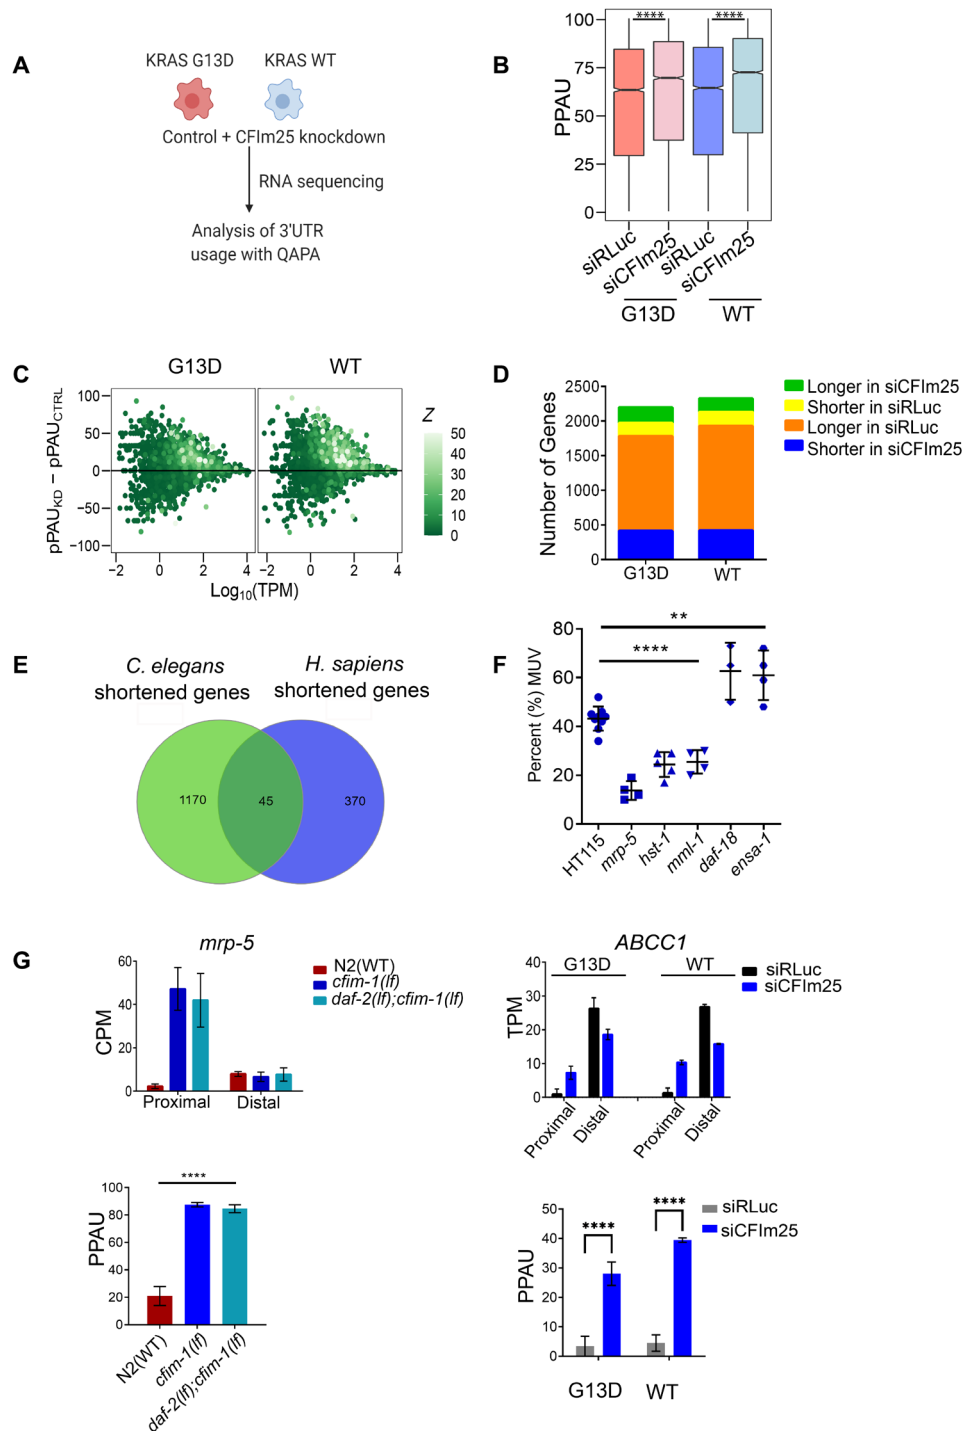 A
KRAS G13D KRAS WT
Control + CFIm25 knockdown
RNA sequencing
Analysis of 3'UTR
usage with QAPA
B
PPAU
100
75
50
25
0
****
****
siRLuc
siCFIm25
siRLuc
siCFIm25
G13D
WT
C
G13D
WT
pPAUKD − pPAUCTRL
100
50
0
−50
−100
−2 0 2 4
−2 0 2 4
Log10(TPM)
Z
50
40
30
20
10
0
D
Number of Genes
2500
2000
1500
1000
500
0
G13D
WT
Longer in siCFIm25
Shorter in siRLuc
Longer in siRLuc
Shorter in siCFIm25
E
C. elegans
shortened genes
H. sapiens
shortened genes
1170
45
370
F
Percent (%) MUV
80
60
40
20
0
**
****
HT115
mrp-5
hst-1
mml-1
daf-18
ensa-1
G
mrp-5
CPM
60
40
20
0
Proximal
Distal
N2(WT)
cfim-1(lf)
daf-2(lf);cfim-1(lf)
ABCC1
G13D
WT
TPM
40
30
20
10
0
Proximal
Distal
Proximal
Distal
siRLuc
siCFIm25
PPAU
100
80
60
40
20
0
****
N2(WT)
cfim-1(lf)
daf-2(lf);cfim-1(lf)
PPAU
50
40
30
20
10
0
****
****
G13D
WT
siRLuc
siCFIm25